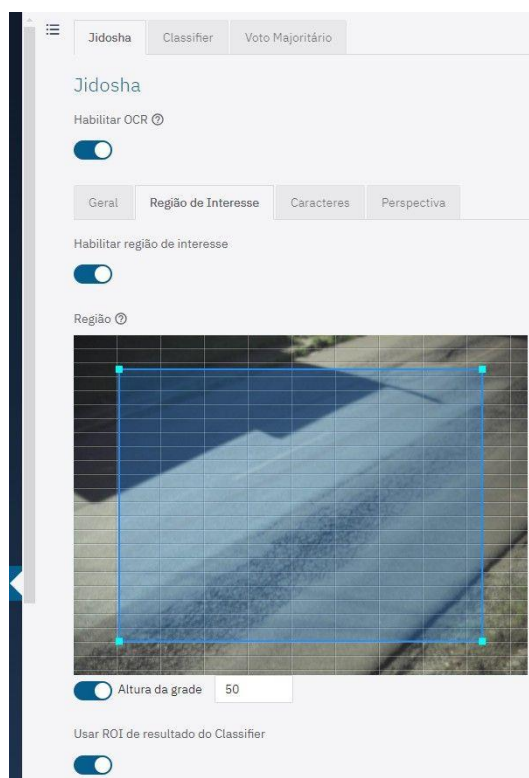 Jidosha Classifier Voto Majoritário
Jidosha
Habilitar OCR
Geral Região de Interesse Caracteres Perspectiva
Habilitar região de interesse
Região
Altura da grade 50
Usar ROI de resultado do Classifier